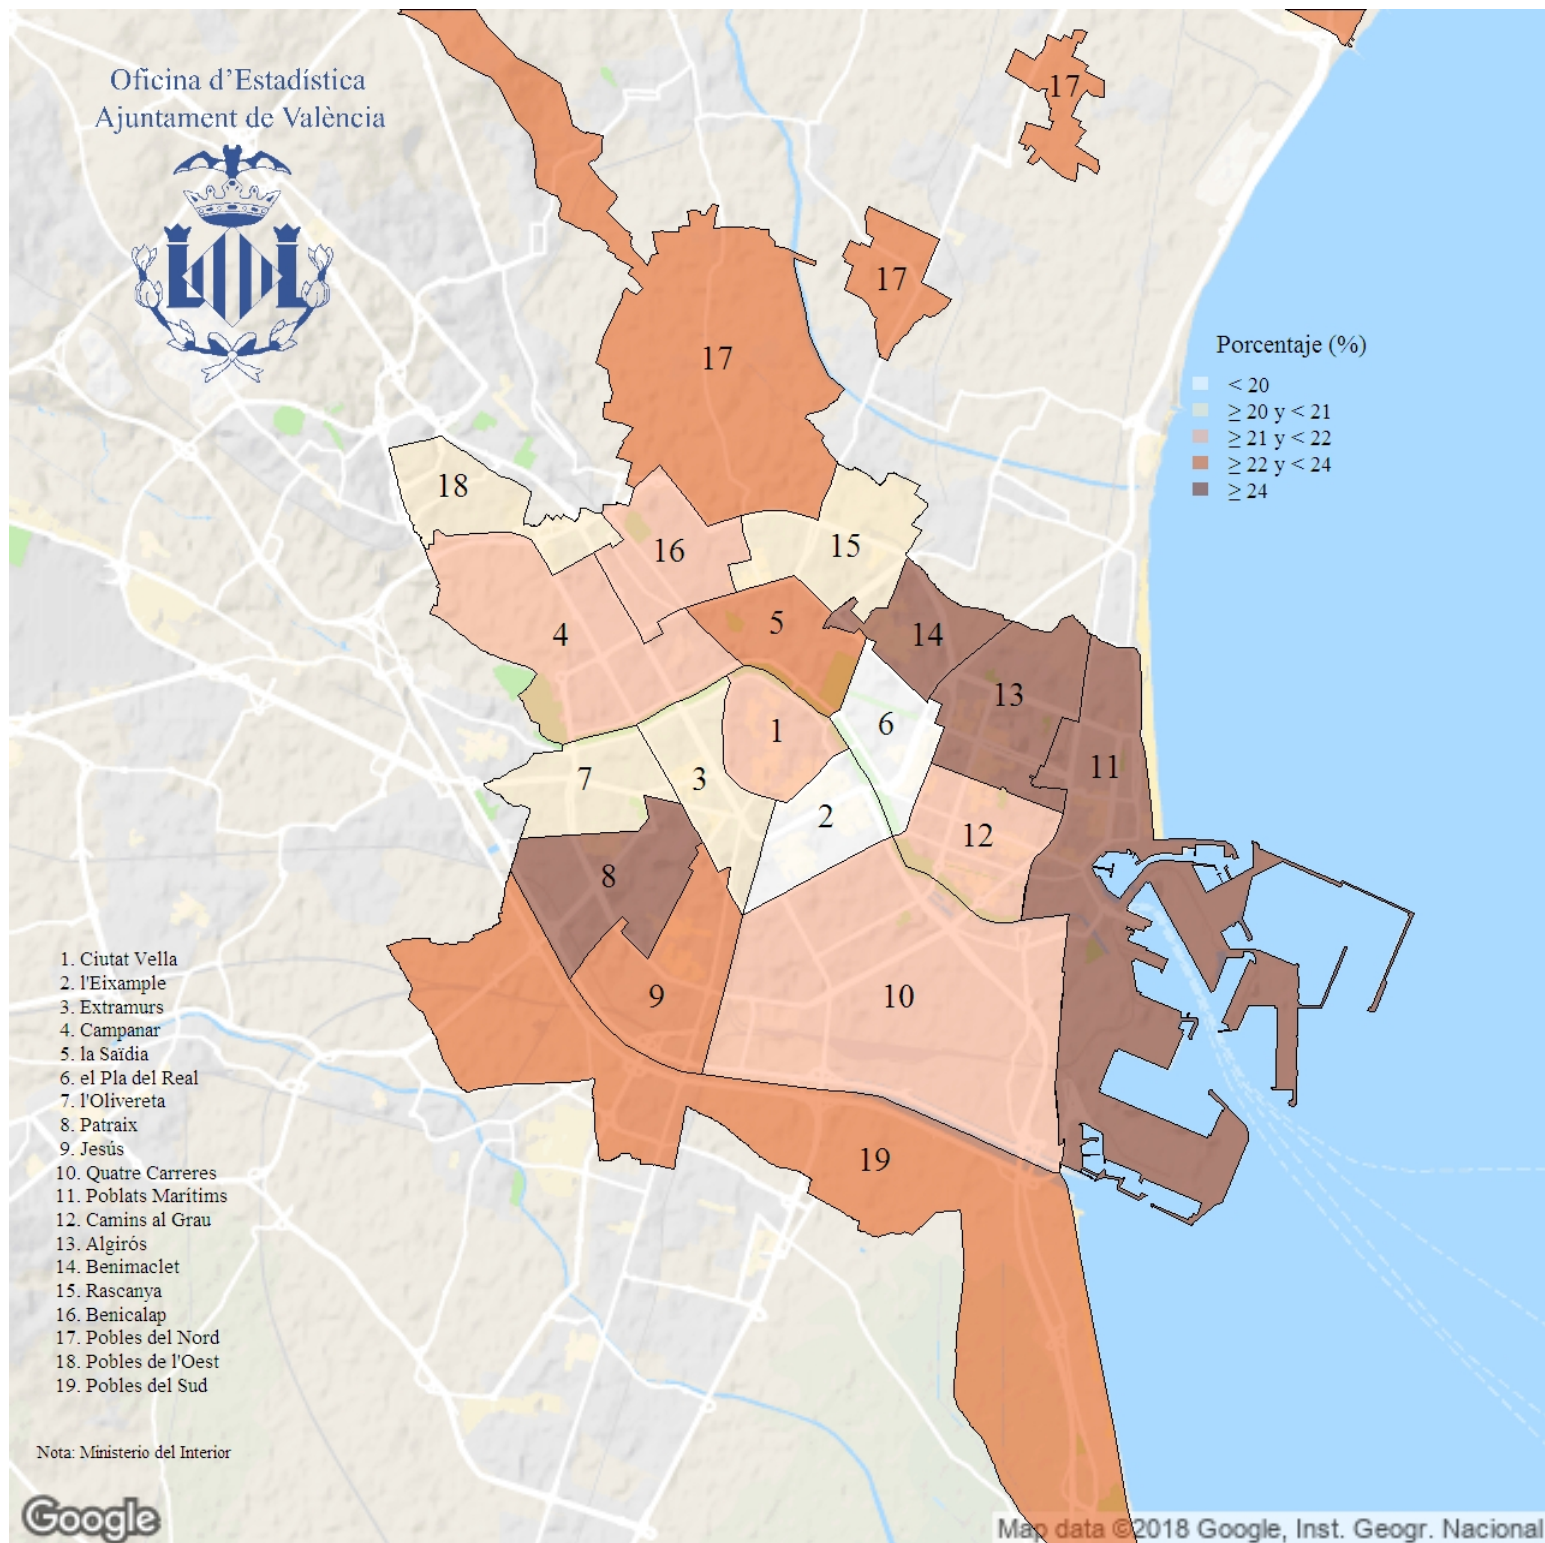 Oficina d'Estadística
Ajuntament de València
17
17
17
Porcentaje (%)
< 20
≥ 20 y < 21
≥ 21 y < 22
≥ 22 y < 24
≥ 24
18
16
15
5
4
14
13
6
1
11
7
3
2
12
8
9
10
19
1. Ciutat Vella
2. l'Eixample
3. Extramurs
4. Campanar
5. la Saïdia
6. el Pla del Real
7. l'Olivereta
8. Patraix
9. Jesús
10. Quatre Carreres
11. Poblats Marítims
12. Camins al Grau
13. Algirós
14. Benimaclet
15. Rascanya
16. Benicalap
17. Pobles del Nord
18. Pobles de l'Oest
19. Pobles del Sud
Nota: Ministerio del Interior
Google
Map data ©2018 Google, Inst. Geogr. Nacional